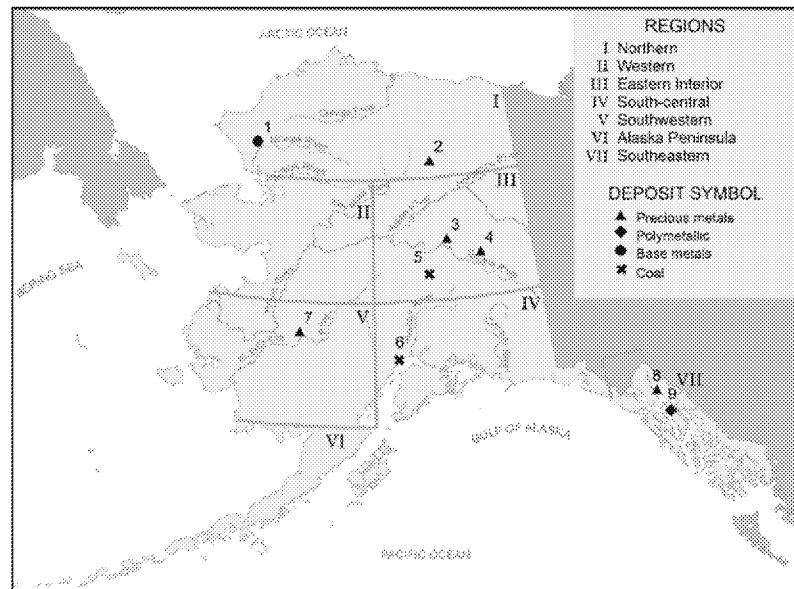 ARCTIC OCEAN
REGIONS
I Northern
II Western
III Eastern Interior
IV South-central
V Southwestern
VI Alaska Peninsula
VII Southeastern
DEPOSIT SYMBOL
Precious metals
Polymetallic
Base metals
Coal
1
I
2
III
II
3
4
5
BERING SEA
IV
V
7
6
8
VII
9
VI
GULF OF ALASKA
PACIFIC OCEAN